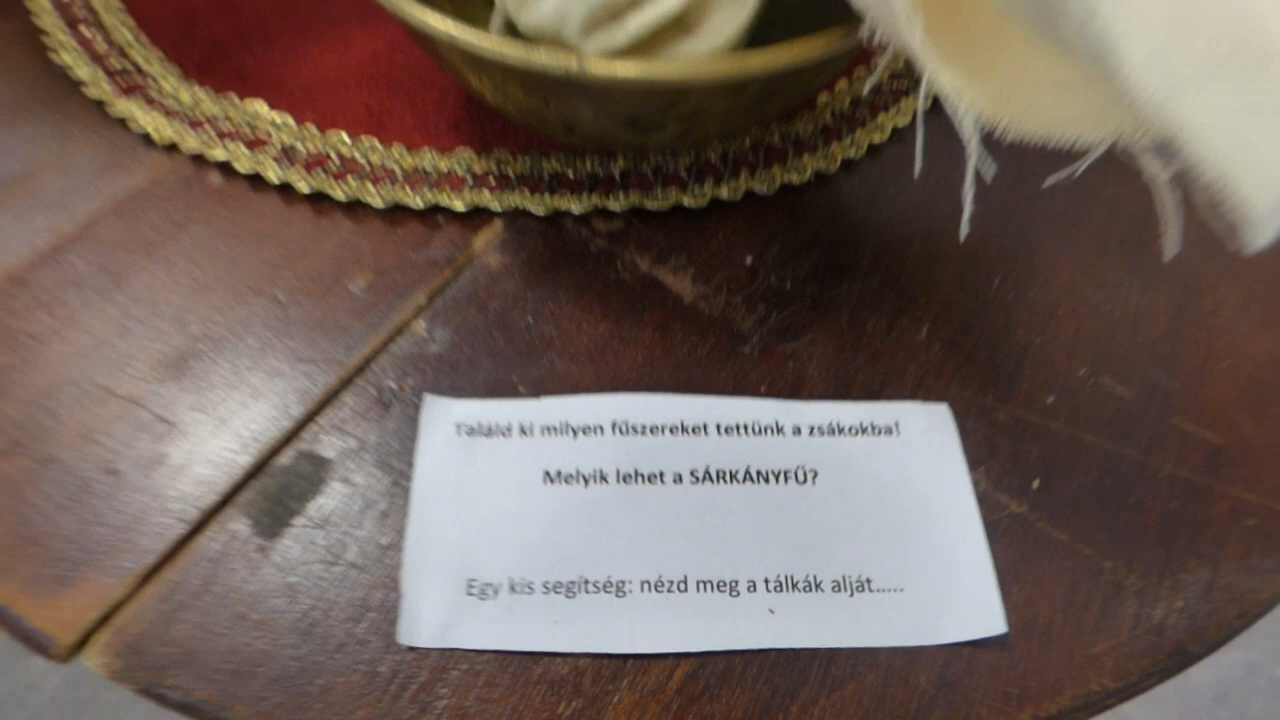 Találd ki milyen fűszereket tettünk a zsákokba!
Melyik lehet a SÁRKÁNYFŰ?
Egy kis segítség: nézd meg a tálkák alját.....